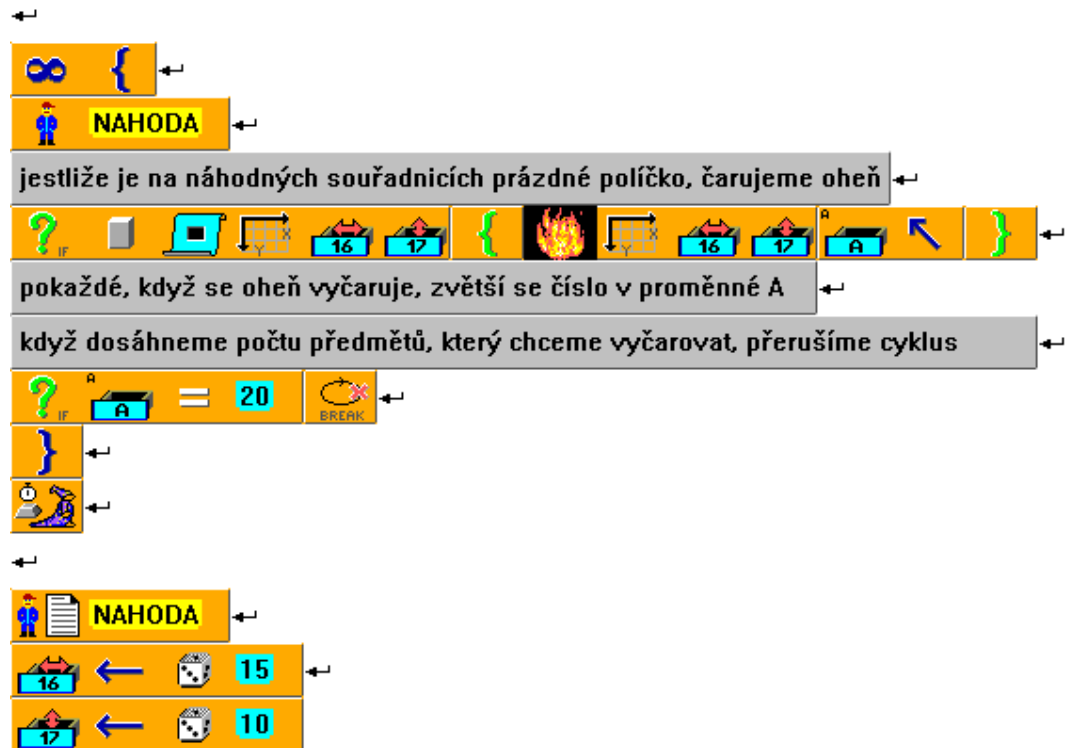 NAHODA
jestliže je na náhodných souřadnicích prázdné políčko, čarujeme oheň
? IF Y X 16 17 { Y X 16 17 A A }
pokaždé, když se oheň vyčaruje, zvětší se číslo v proměnné A
když dosáhneme počtu předmětů, který chceme vyčarovat, přerušíme cyklus
? IF A A = 20 BREAK
}
NAHODA
16 ← 15
17 ← 10